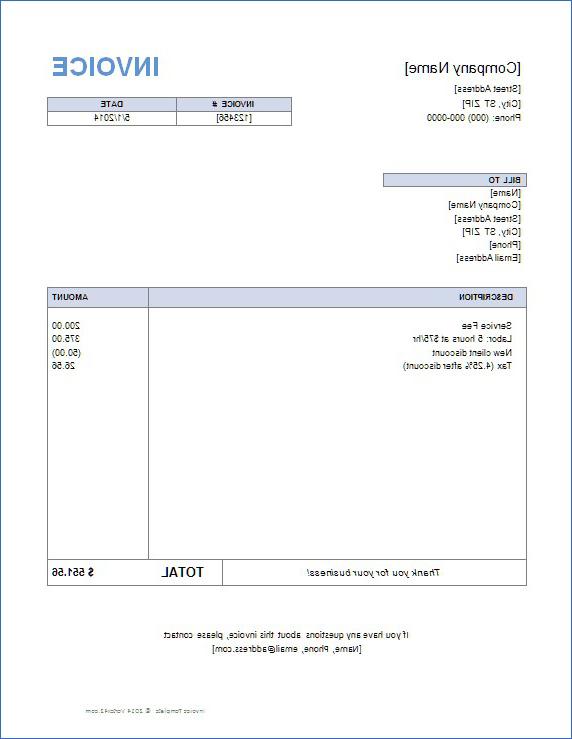 [Company Name]
INVOICE
[Street Address]
[City, ST ZIP]
Phone: (000) 000-0000
INVOICE # DATE
[123456] 5/1/2014
BILL TO
[Name]
[Company Name]
[Street Address]
[City, ST ZIP]
[Phone]
[Email Address]
DESCRIPTION AMOUNT
Service Fee 200.00
Labor: 5 hours at $75/hr 375.00
New client discount (50.00)
Tax (4.25% after discount) 26.56
Thank you for your business! TOTAL $ 551.56
If you have any questions about this invoice, please contact
[Name, Phone, email@address.com]
Invoice Template © 2014 Vertex42.com